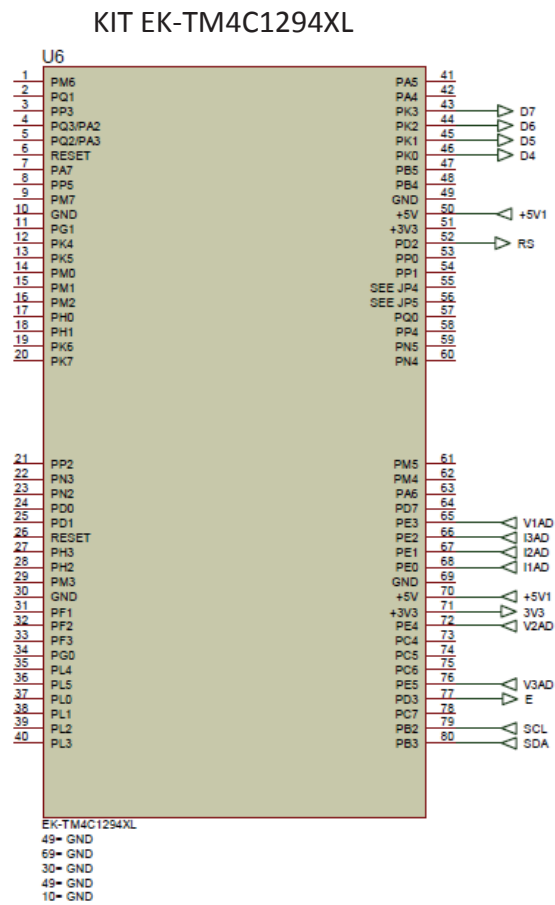 KIT EK-TM4C1294XL
U6
1 PM6 PA5 41
2 PQ1 PA4 42
3 PP3 PK3 43 D7
4 PQ3/PA2 PK2 44 D6
5 PQ2/PA3 PK1 45 D5
6 RESET PK0 46 D4
7 PA7 PB5 47
8 PP5 PB4 48
9 PM7 GND 49
10 GND +5V 50 +5V1
11 PG1 +3V3 51
12 PK4 PD2 52 RS
13 PK5 PP0 53
14 PM0 PP1 54
15 PM1 SEE JP4 55
16 PM2 SEE JP5 56
17 PH0 PQ0 57
18 PH1 PP4 58
19 PK6 PN5 59
20 PK7 PN4 60
21 PP2 PM5 61
22 PN3 PM4 62
23 PN2 PA6 63
24 PD0 PD7 64
25 PD1 PE3 65 V1AD
26 RESET PE2 66 I3AD
27 PH3 PE1 67 I2AD
28 PH2 PE0 68 I1AD
29 PM3 GND 69
30 GND +5V 70 +5V1
31 PF1 +3V3 71 3V3
32 PF2 PE4 72 V2AD
33 PF3 PC4 73
34 PG0 PC5 74
35 PL4 PC6 75
36 PL5 PE5 76 V3AD
37 PL0 PD3 77 E
38 PL1 PC7 78
39 PL2 PB2 79 SCL
40 PL3 PB3 80 SDA
EK-TM4C1294XL
49= GND
69= GND
30= GND
49= GND
10= GND